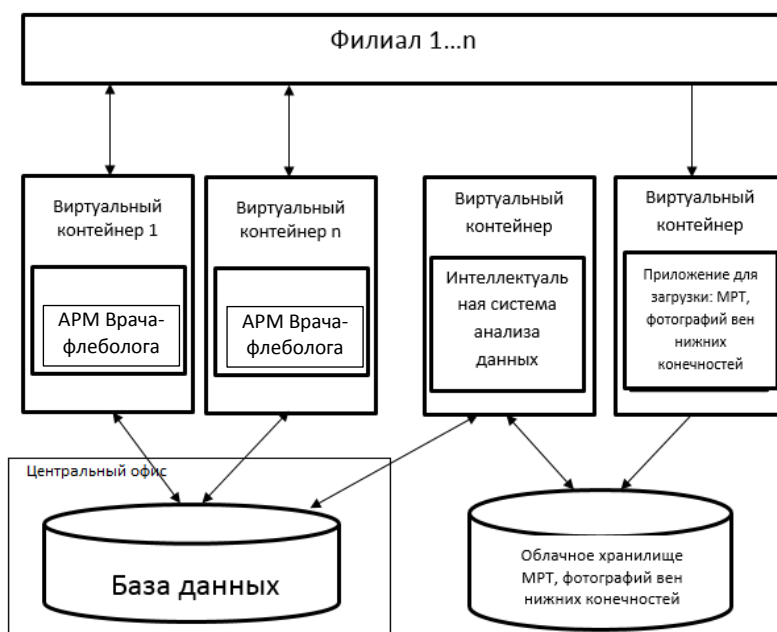 Филиал 1...n
Виртуальный
контейнер 1
АРМ Врача-
флеболога
Виртуальный
контейнер n
АРМ Врача-
флеболога
Виртуальный
контейнер
Интеллектуаль
ная система
анализа
данных
Виртуальный
контейнер
Приложение для
загрузки: МРТ,
фотографий вен
нижних
конечностей
Центральный офис
База данных
Облачное хранилище
МРТ, фотографий вен
нижних конечностей